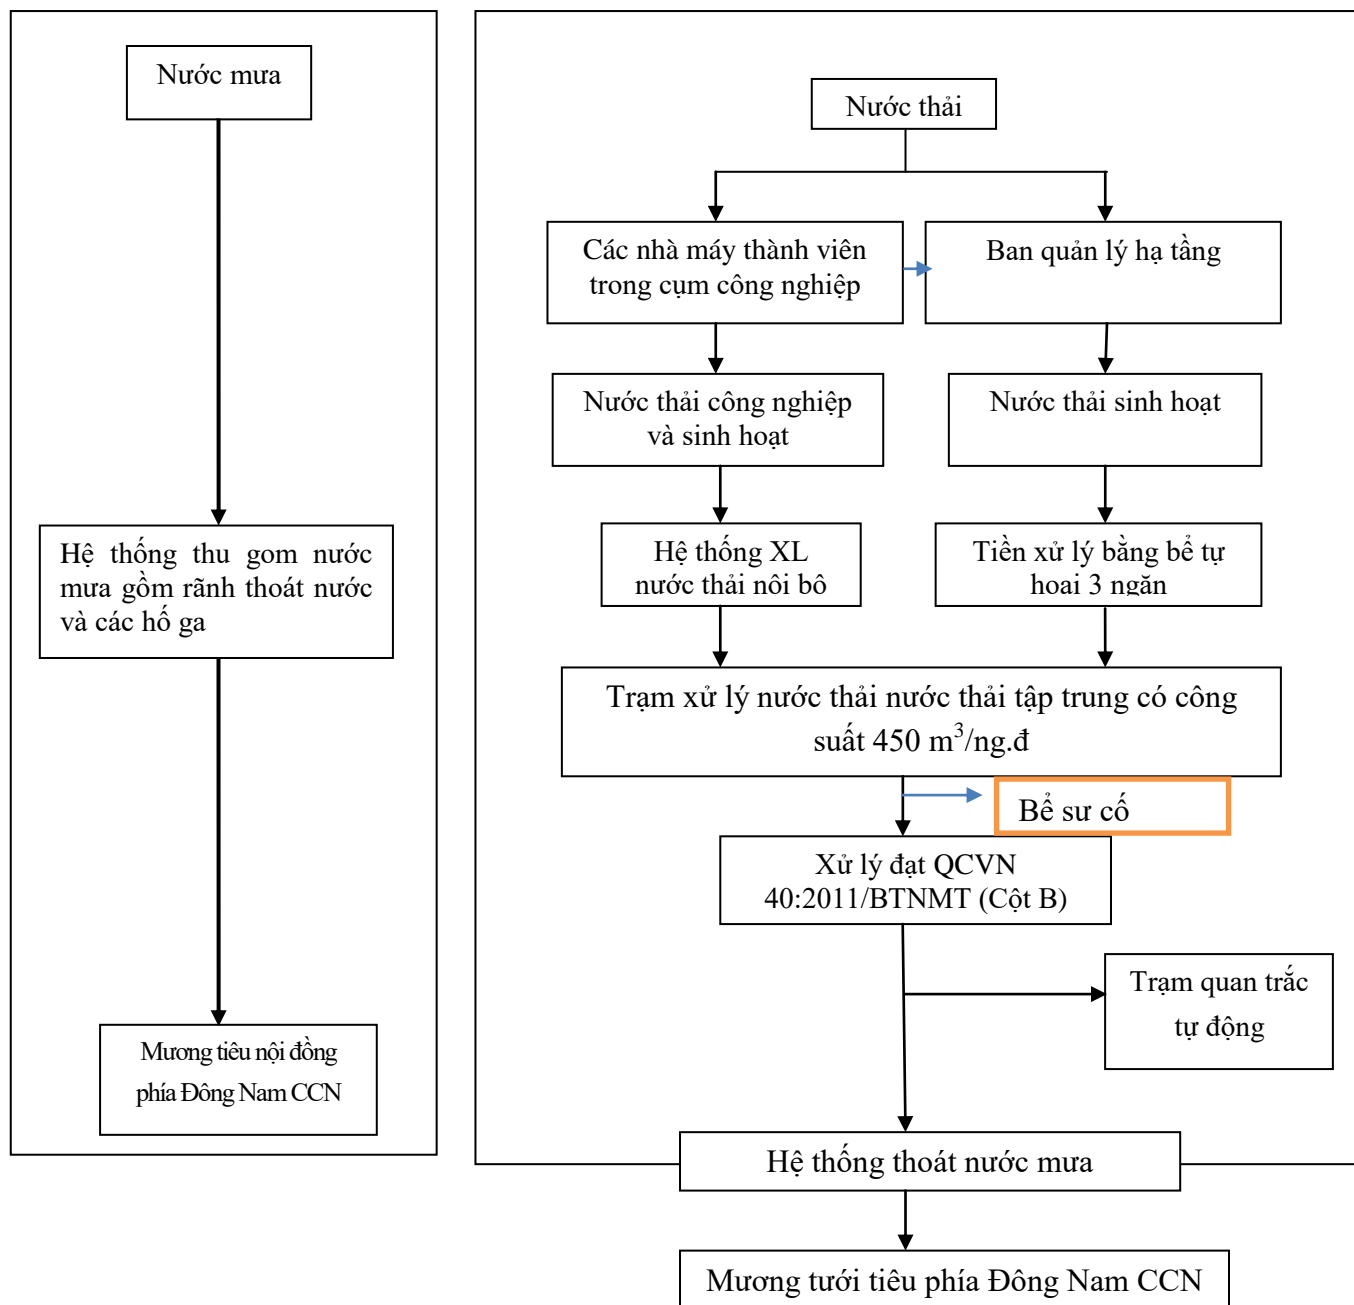 Nước mưa
Hệ thống thu gom nước
mưa gồm rãnh thoát nước
và các hố ga
Mương tiêu nội đồng
phía Đông Nam CCN
Nước thải
Các nhà máy thành viên
trong cụm công nghiệp
Ban quản lý hạ tầng
Nước thải công nghiệp
và sinh hoạt
Nước thải sinh hoạt
Hệ thống XL
nước thải nôi bô
Tiền xử lý bằng bể tự
hoai 3 ngăn
Trạm xử lý nước thải nước thải tập trung có công
suất 450 m³/ng.đ
Bể sư cố
Xử lý đạt QCVN
40:2011/BTNMT (Cột B)
Trạm quan trắc
tự động
Hệ thống thoát nước mưa
Mương tưới tiêu phía Đông Nam CCN